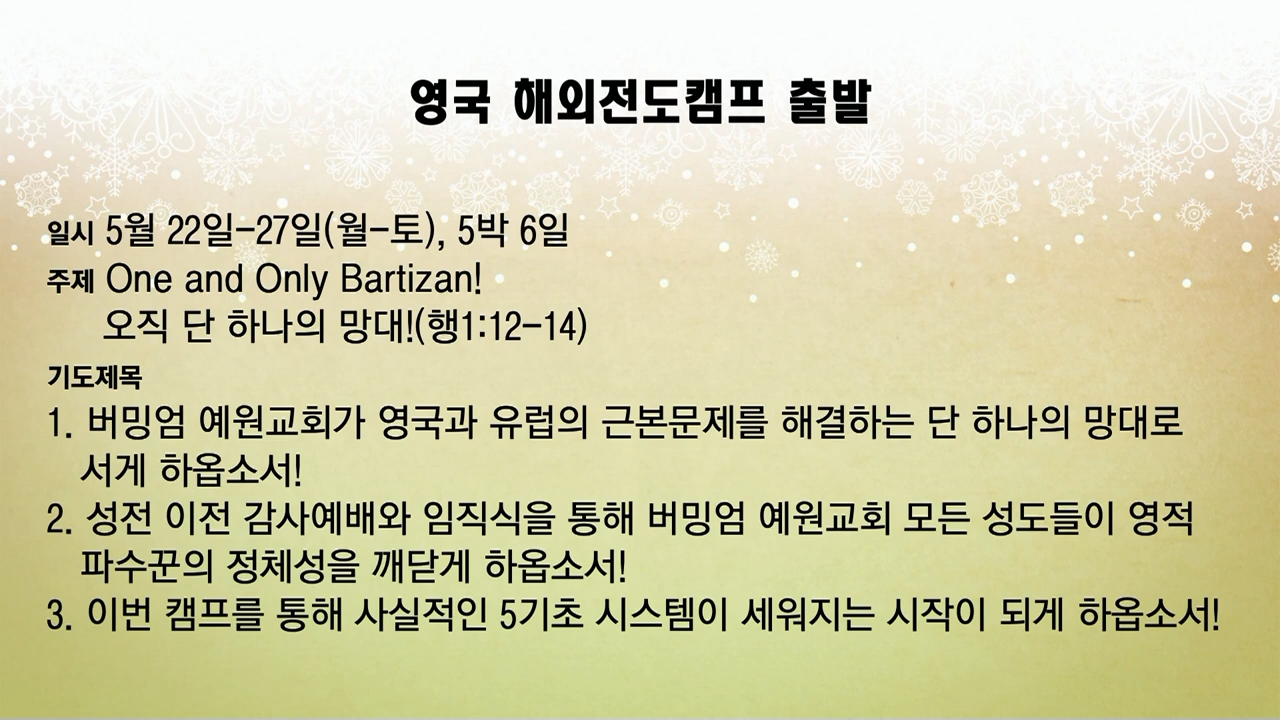 영국 해외전도캠프 출발
일시 5월 22일-27일(월-토), 5박 6일
주제 One and Only Bartizan!
오직 단 하나의 망대!(행1:12-14)
기도제목
1. 버밍엄 예원교회가 영국과 유럽의 근본문제를 해결하는 단 하나의 망대로
서게 하옵소서!
2. 성전 이전 감사예배와 임직식을 통해 버밍엄 예원교회 모든 성도들이 영적
파수꾼의 정체성을 깨닫게 하옵소서!
3. 이번 캠프를 통해 사실적인 5기초 시스템이 세워지는 시작이 되게 하옵소서!